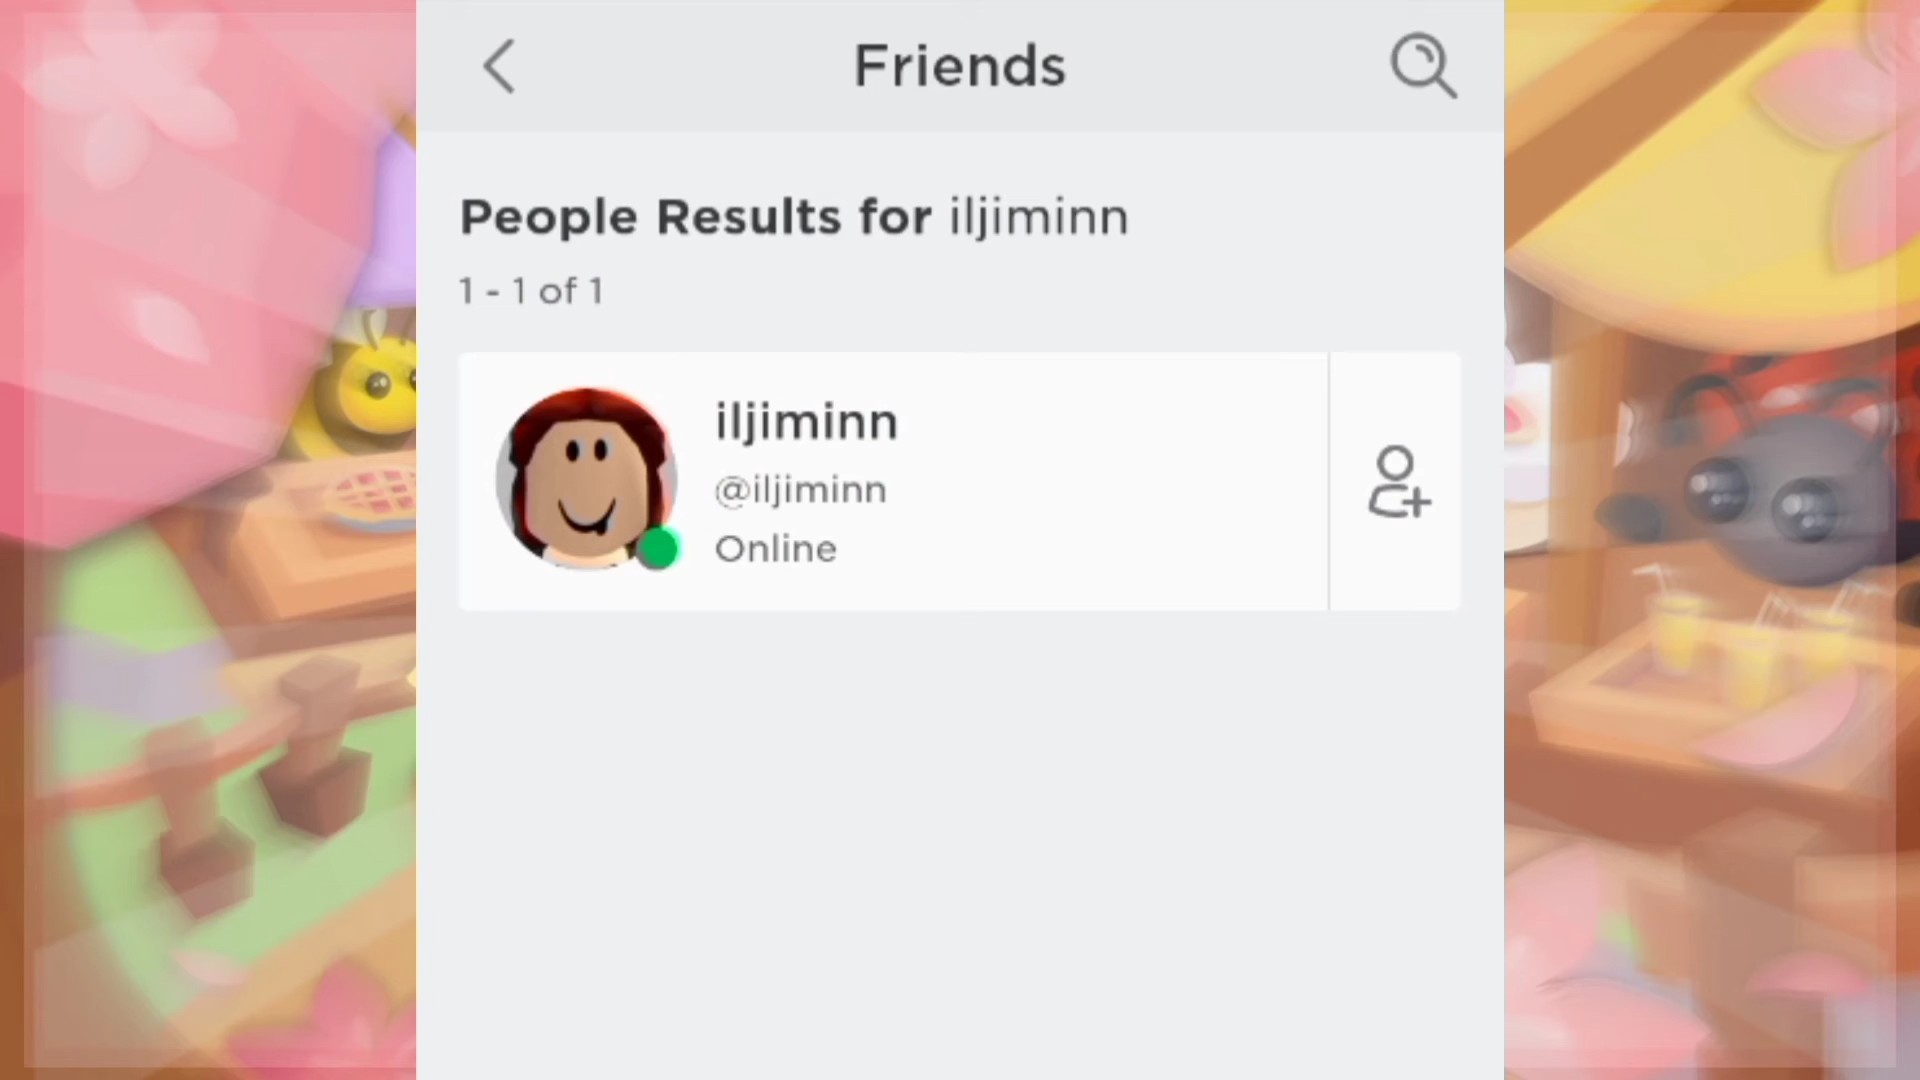 Friends
People Results for iljiminn
1 - 1 of 1
iljiminn
@iljiminn
Online